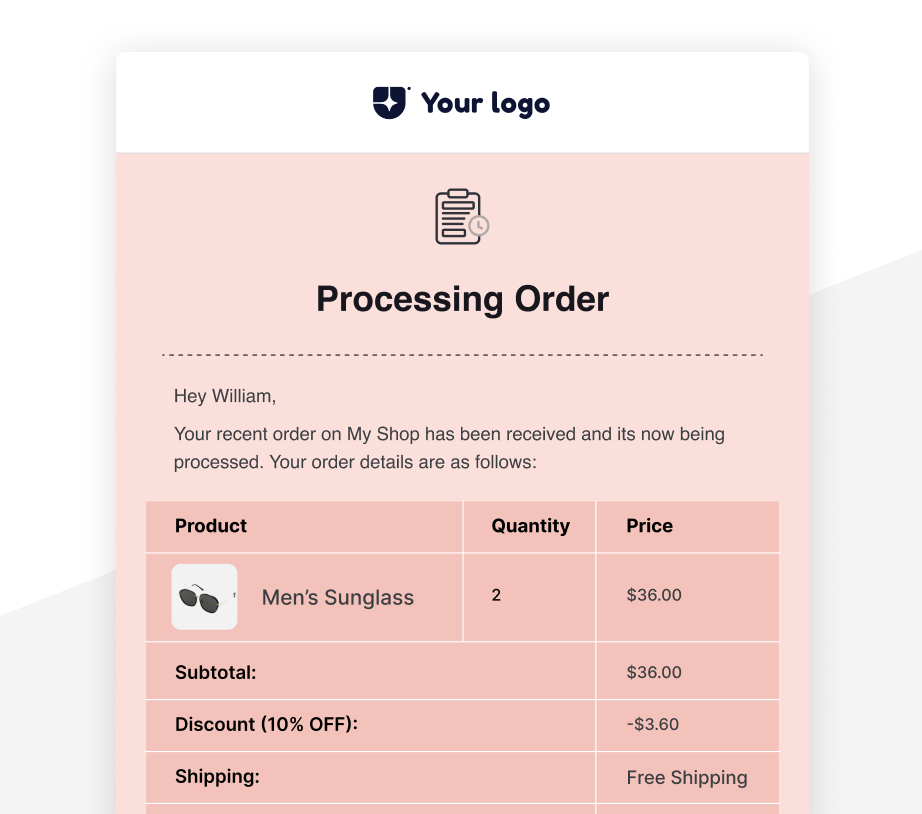 Your logo
Processing Order
Hey William,
Your recent order on My Shop has been received and its now being
processed. Your order details are as follows:
Product Quantity Price
Men’s Sunglass 2 $36.00
Subtotal: $36.00
Discount (10% OFF): -$3.60
Shipping: Free Shipping